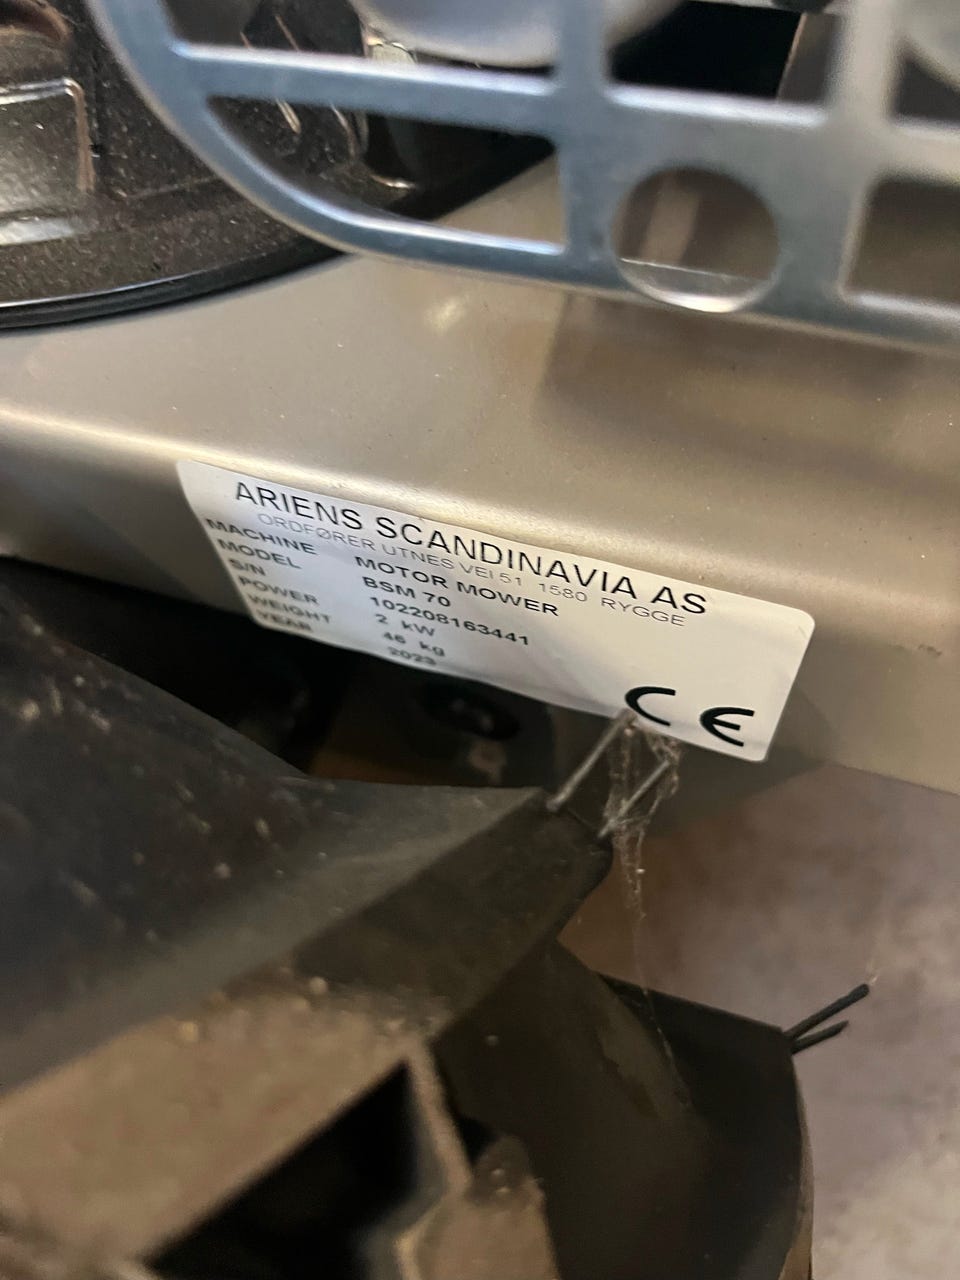 ARIENS SCANDINAVIA AS
ORDFØRER UTNES VEI 51 1580 RYGGE
MACHINE MOTOR MOWER
MODEL BSM 70
S/N 102208163441
POWER 2 kW
WEIGHT 46 kg
YEAR 2023
CE